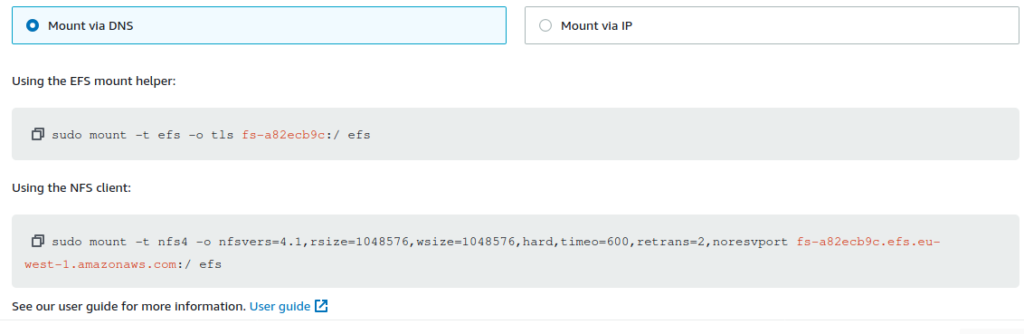 Mount via DNS
Mount via IP
Using the EFS mount helper:
sudo mount -t efs -o tls fs-a82ecb9c:/ efs
Using the NFS client:
sudo mount -t nfs4 -o nfsvers=4.1,rsize=1048576,wsize=1048576,hard,timeo=600,retrans=2,noresvport fs-a82ecb9c.efs.eu-
west-1.amazonaws.com:/ efs
See our user guide for more information. User guide